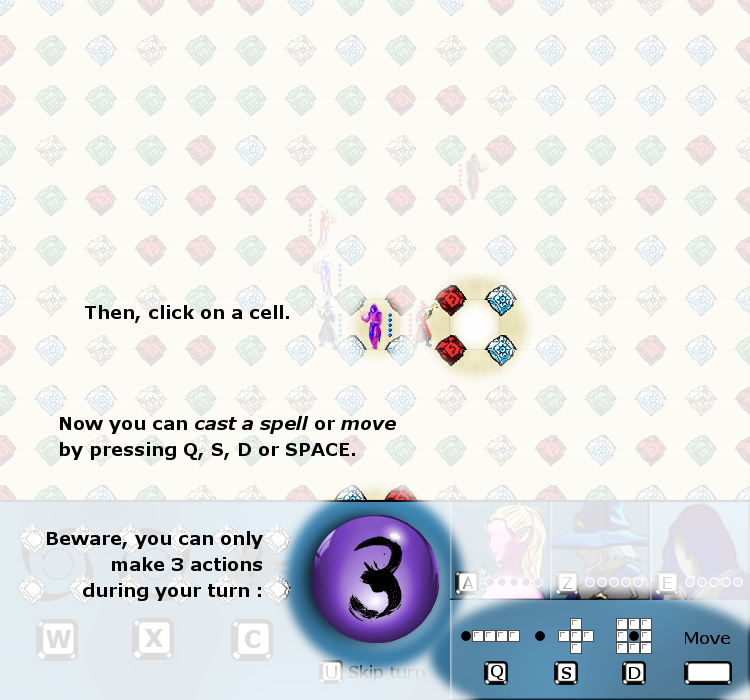 Then, click on a cell.
Now you can cast a spell or move
by pressing Q, S, D or SPACE.
Beware, you can only
make 3 actions
during your turn :
3
A
Z
E
W
X
C
Move
U Skip turn
Q
S
D